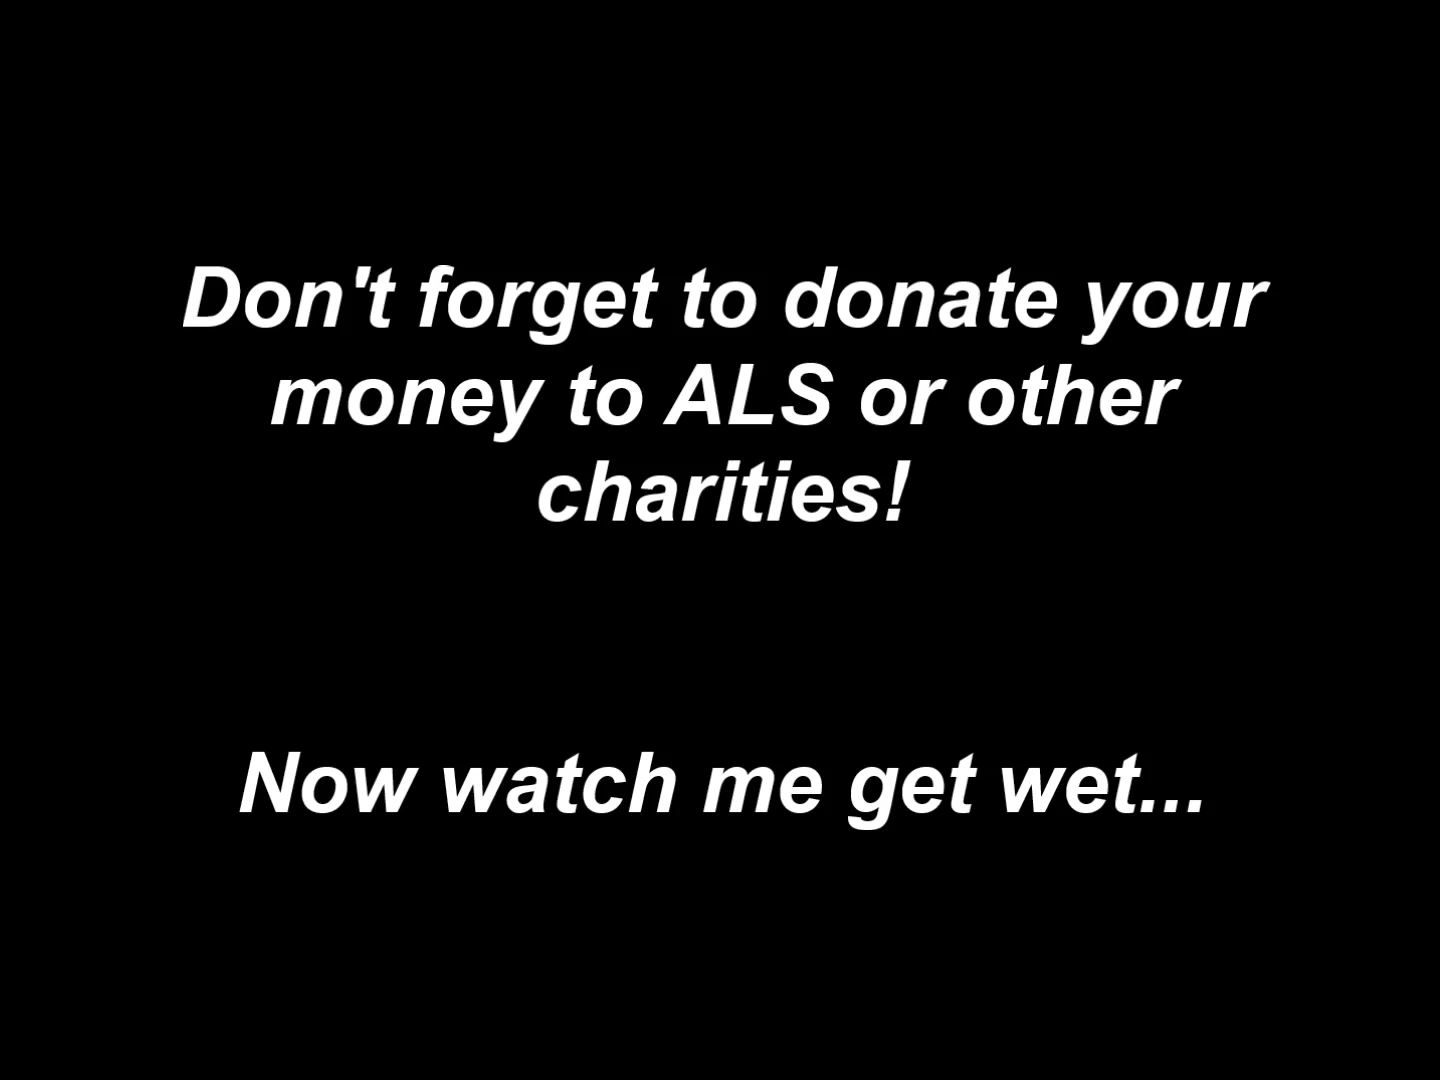 Don't forget to donate your
money to ALS or other
charities!
Now watch me get wet...